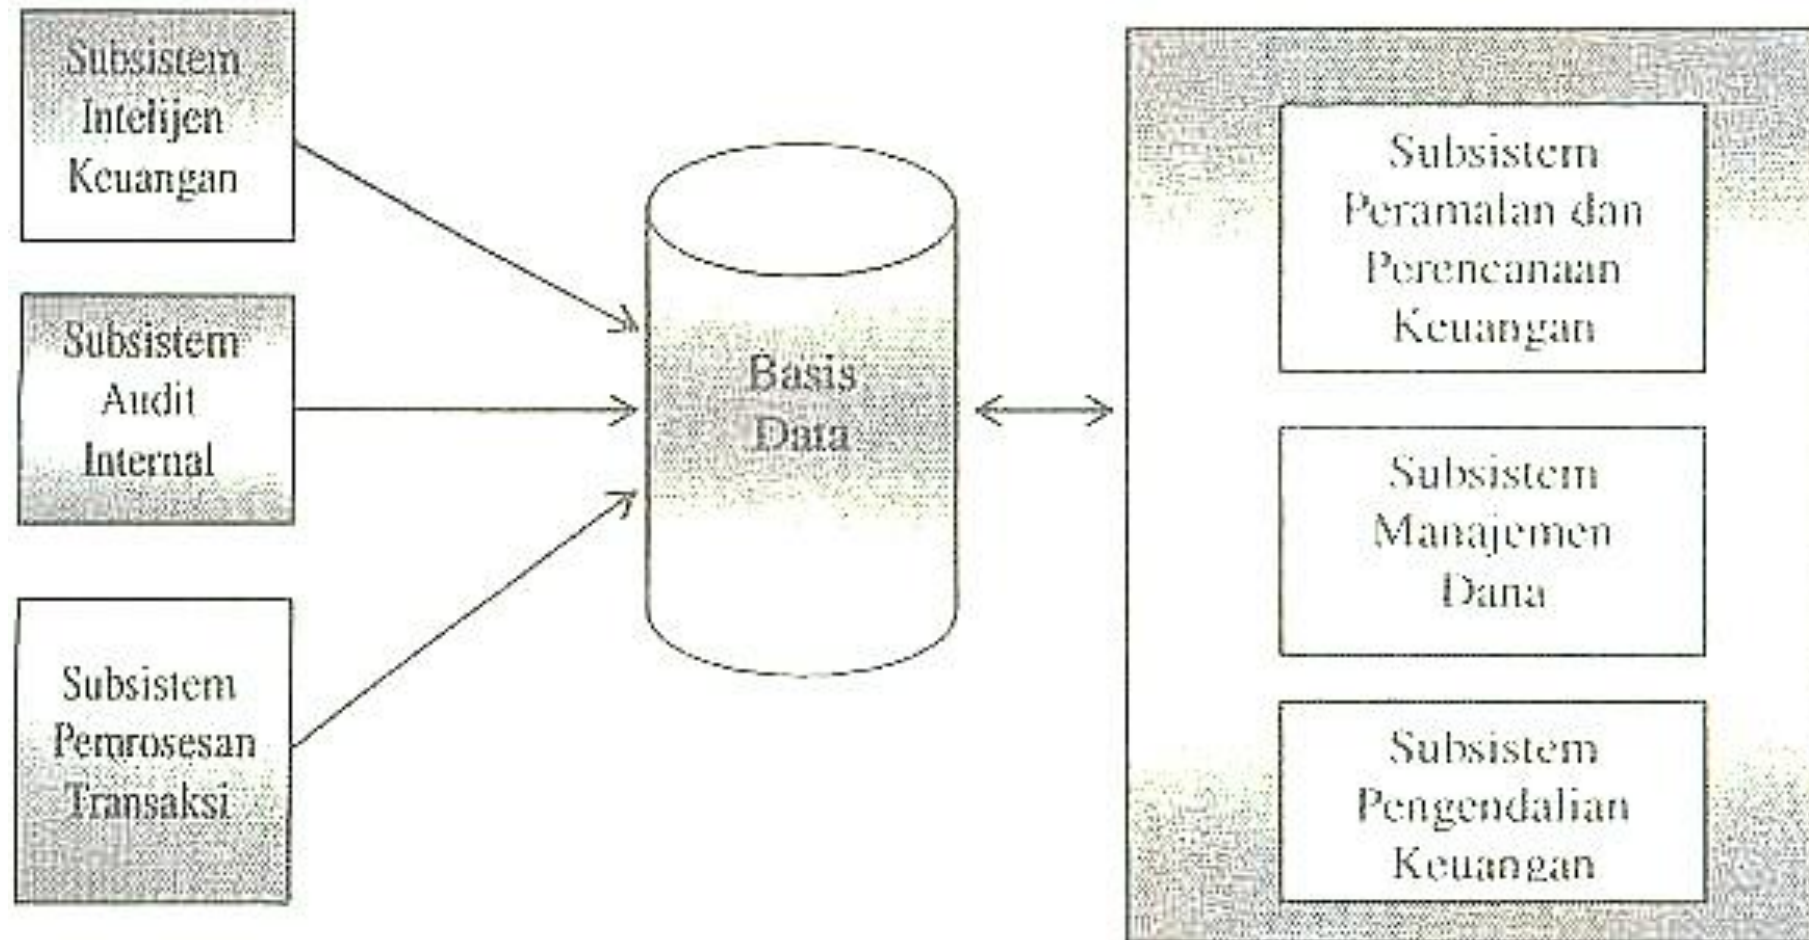 Subsistem
Intelijen
Keuangan
Subsistem
Audit
Internal
Subsistem
Pemrosesan
Transaksi
Basis
Data
Subsistem
Peramalan dan
Perencanaan
Keuangan
Subsistem
Manajemen
Dana
Subsistem
Pengendalian
Keuangan